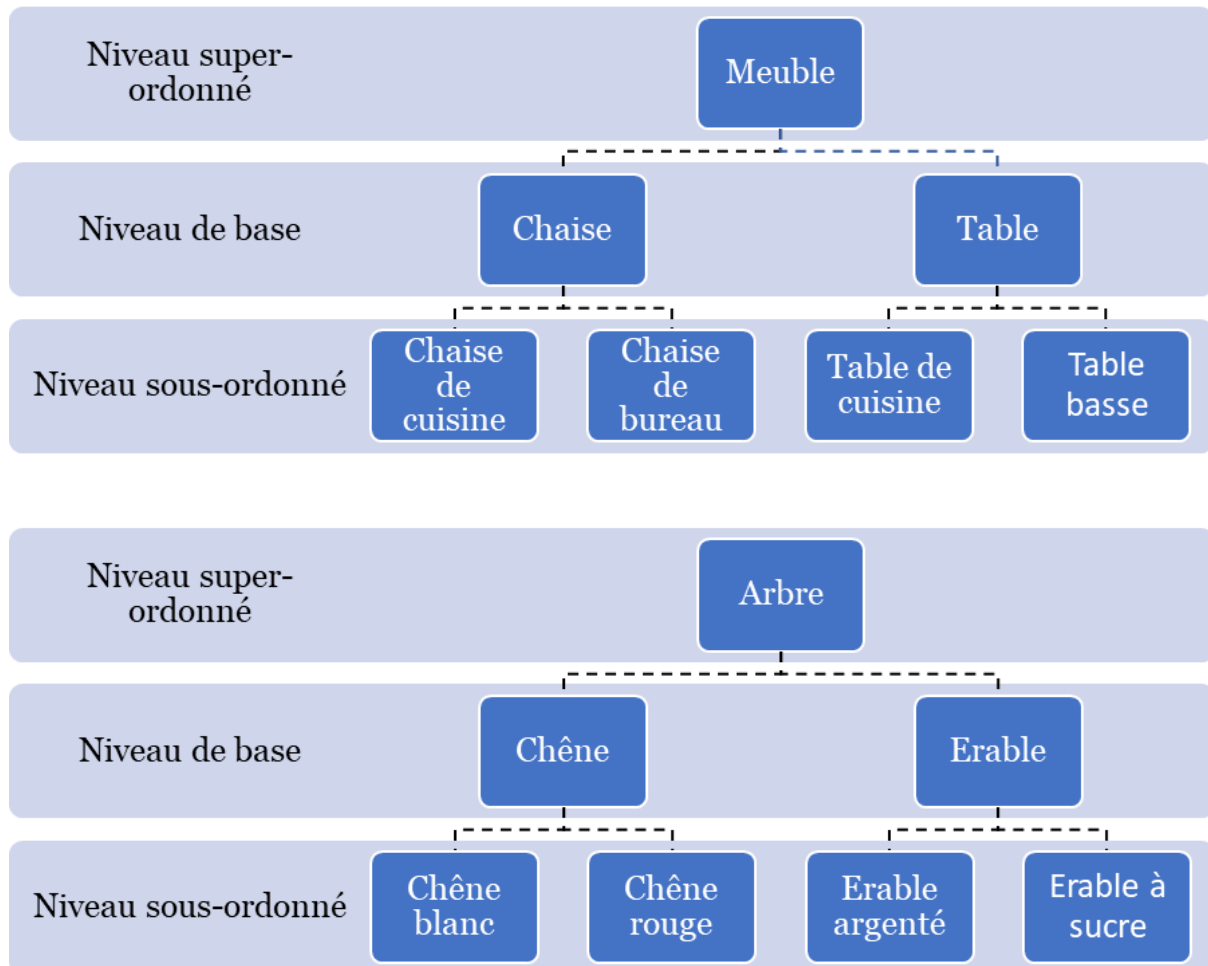 Niveau super-
ordonné
Meuble
Niveau de base
Chaise
Table
Niveau sous-ordonné
Chaise
de
cuisine
Chaise
de
bureau
Table de
cuisine
Table
basse
Niveau super-
ordonné
Arbre
Niveau de base
Chêne
Erable
Niveau sous-ordonné
Chêne
blanc
Chêne
rouge
Erable
argenté
Erable à
sucre